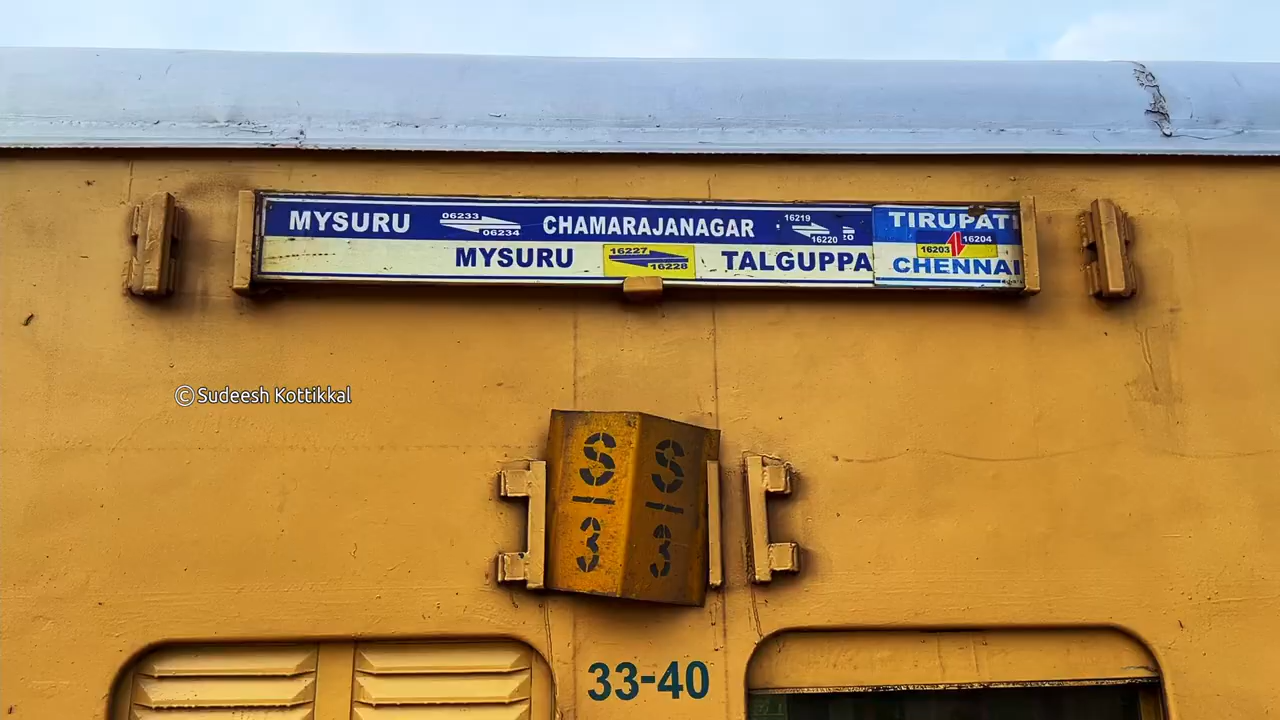 MYSURU 06233 06234 CHAMARAJANAGAR 16219 16220 TIRUPATI
MYSURU 16227 16228 TALGUPPA 16203 16204 CHENNAI
©Sudeesh Kottikkal
S S
3 3
33-40